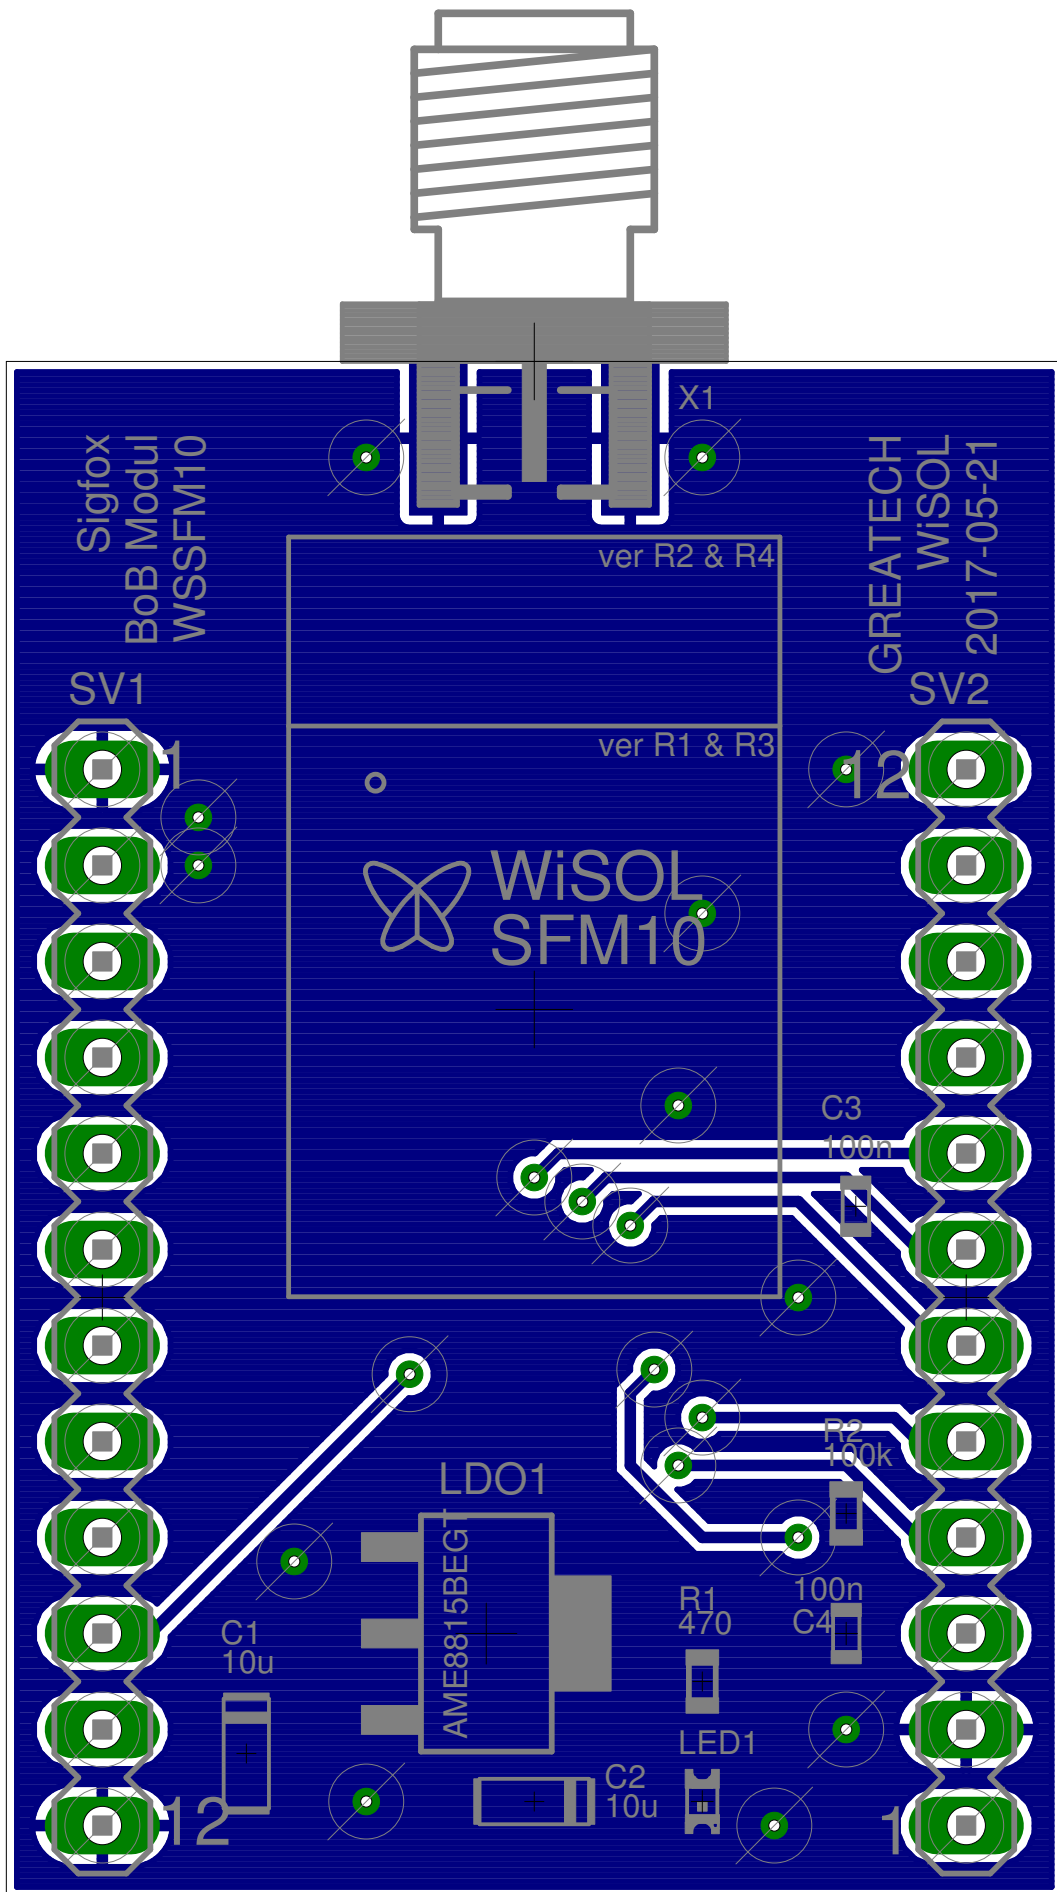 X1
Sigfox
BoB Modul
WSSFM10
GREATECH
WiSOL
2017-05-21
ver R2 & R4
SV1
SV2
ver R1 & R3
1
12
WiSOL
SFM10
C3
100n
R2
100k
LDO1
AME8815BEGT
100n
C4
R1
470
C1
10u
LED1
C2
10u
12
1